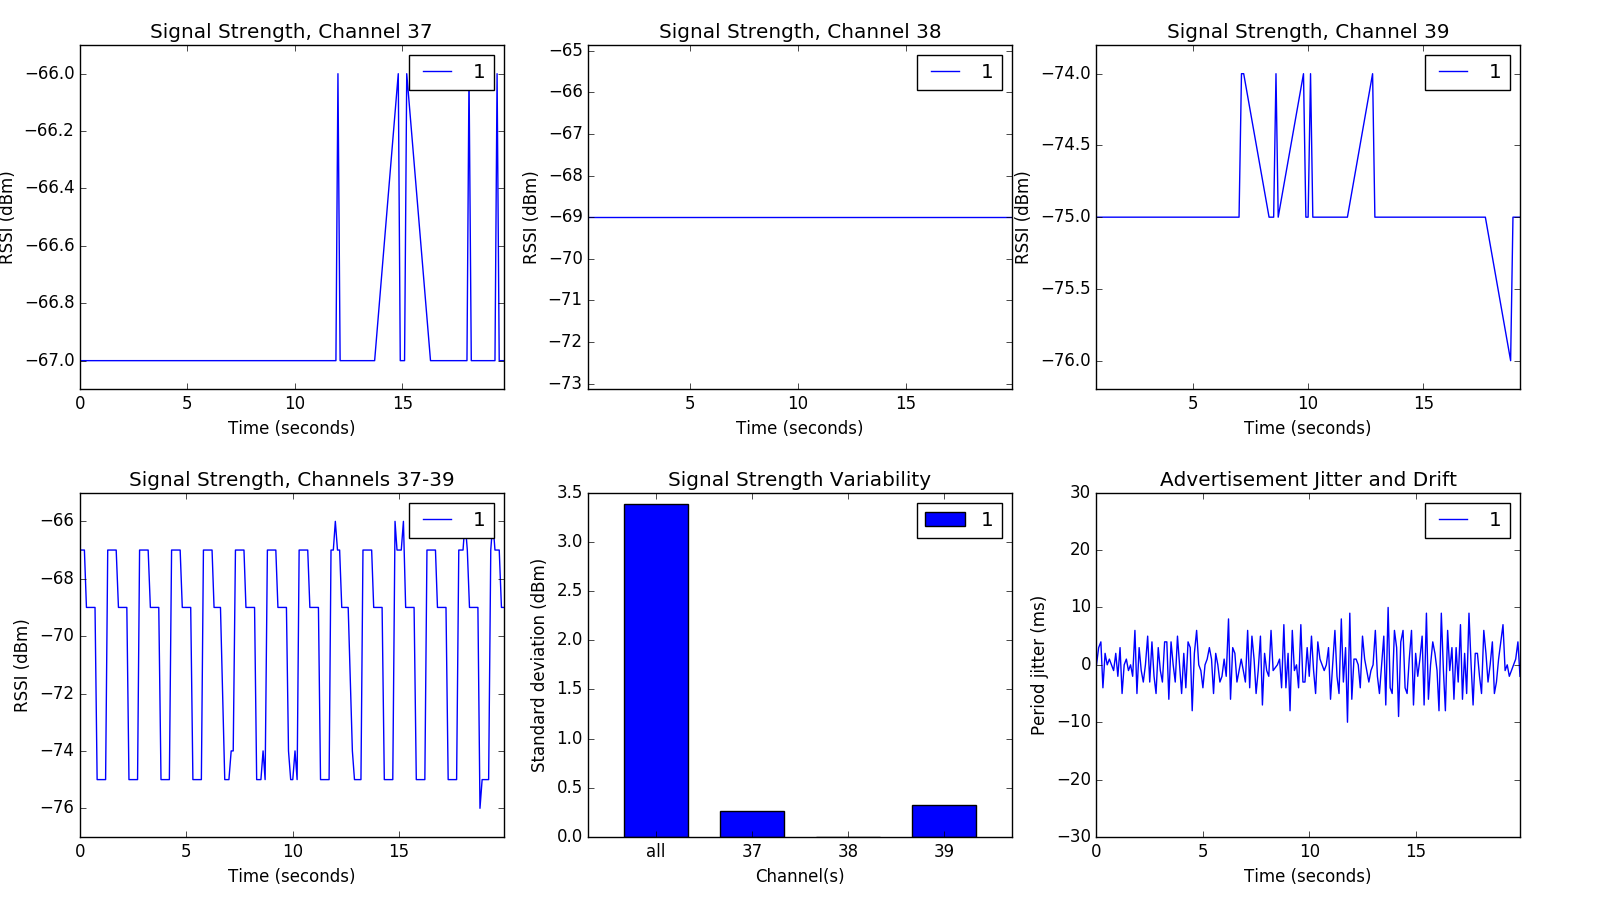 Signal Strength, Channel 37
1
−66.0
−66.2
−66.4
−66.6
−66.8
−67.0
RSSI (dBm)
0 5 10 15
Time (seconds)
Signal Strength, Channel 38
1
−65
−66
−67
−68
−69
−70
−71
−72
−73
RSSI (dBm)
5 10 15
Time (seconds)
Signal Strength, Channel 39
1
−74.0
−74.5
−75.0
−75.5
−76.0
RSSI (dBm)
5 10 15
Time (seconds)
Signal Strength, Channels 37-39
1
−66
−68
−70
−72
−74
−76
RSSI (dBm)
0 5 10 15
Time (seconds)
Signal Strength Variability
1
3.5
3.0
2.5
2.0
1.5
1.0
0.5
0.0
Standard deviation (dBm)
all 37 38 39
Channel(s)
Advertisement Jitter and Drift
1
30
20
10
0
−10
−20
−30
Period jitter (ms)
0 5 10 15
Time (seconds)